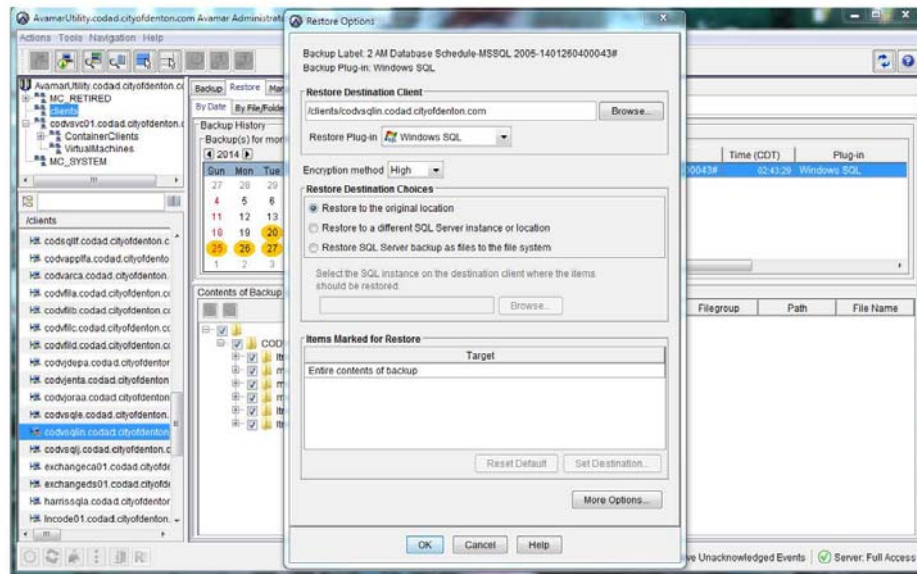 AvamarUtility.codad.cityofdenton.com Avamar Administrat
Actions Tools Navigation Help
AvamarUtility.codad.cityofdenton.co
MC_RETIRED
clients
codvsvc01.codad.cityofdenton.c
ContainerClients
VirtualMachines
MC_SYSTEM
/clients
codsqlf.codad.cityofdenton.c
codvapplfa.codad.cityofdento
codvarca.codad.cityofdenton.
codvfila.codad.cityofdenton.co
codvfilb.codad.cityofdenton.co
codvfilc.codad.cityofdenton.cc
codvfild.codad.cityofdenton.co
codvjdepa.codad.cityofdentor
codvjenta.codad.cityofdenton
codvjoraa.codad.cityofdenton
codvsqle.codad.cityofdenton.
codvsqlin.codad.cityofdenton
codvsqlj.codad.cityofdenton.c
exchangeca01.codad.cityofde
exchangeds01.codad.cityofd
harrissqla.codad.cityofdentor
incode01.codad.cityofdenton.
Backup Restore Mar
By Date By File/Folde
Backup History
Backup(s) for mon
2014
Sun Mon Tue
27 28 29
4 5 6
11 12 13
18 19 20
25 26 27
1 2 3
Contents of Backup
COD
Restore Options
Backup Label: 2 AM Database Schedule-MSSQL 2005-1401260400043#
Backup Plug-in: Windows SQL
Restore Destination Client
/clients/codvsqlin.codad.cityofdenton.com Browse...
Restore Plug-in Windows SQL
Encryption method High
Restore Destination Choices
Restore to the original location
Restore to a different SQL Server instance or location
Restore SQL Server backup as files to the file system
Select the SQL instance on the destination client where the items
should be restored:
Browse...
Items Marked for Restore
Target
Entire contents of backup
Reset Default Set Destination...
More Options...
OK Cancel Help
Time (CDT) Plug-in
00043# 02:43:29 Windows SQL
Filegroup Path File Name
ve Unacknowledged Events Server: Full Access